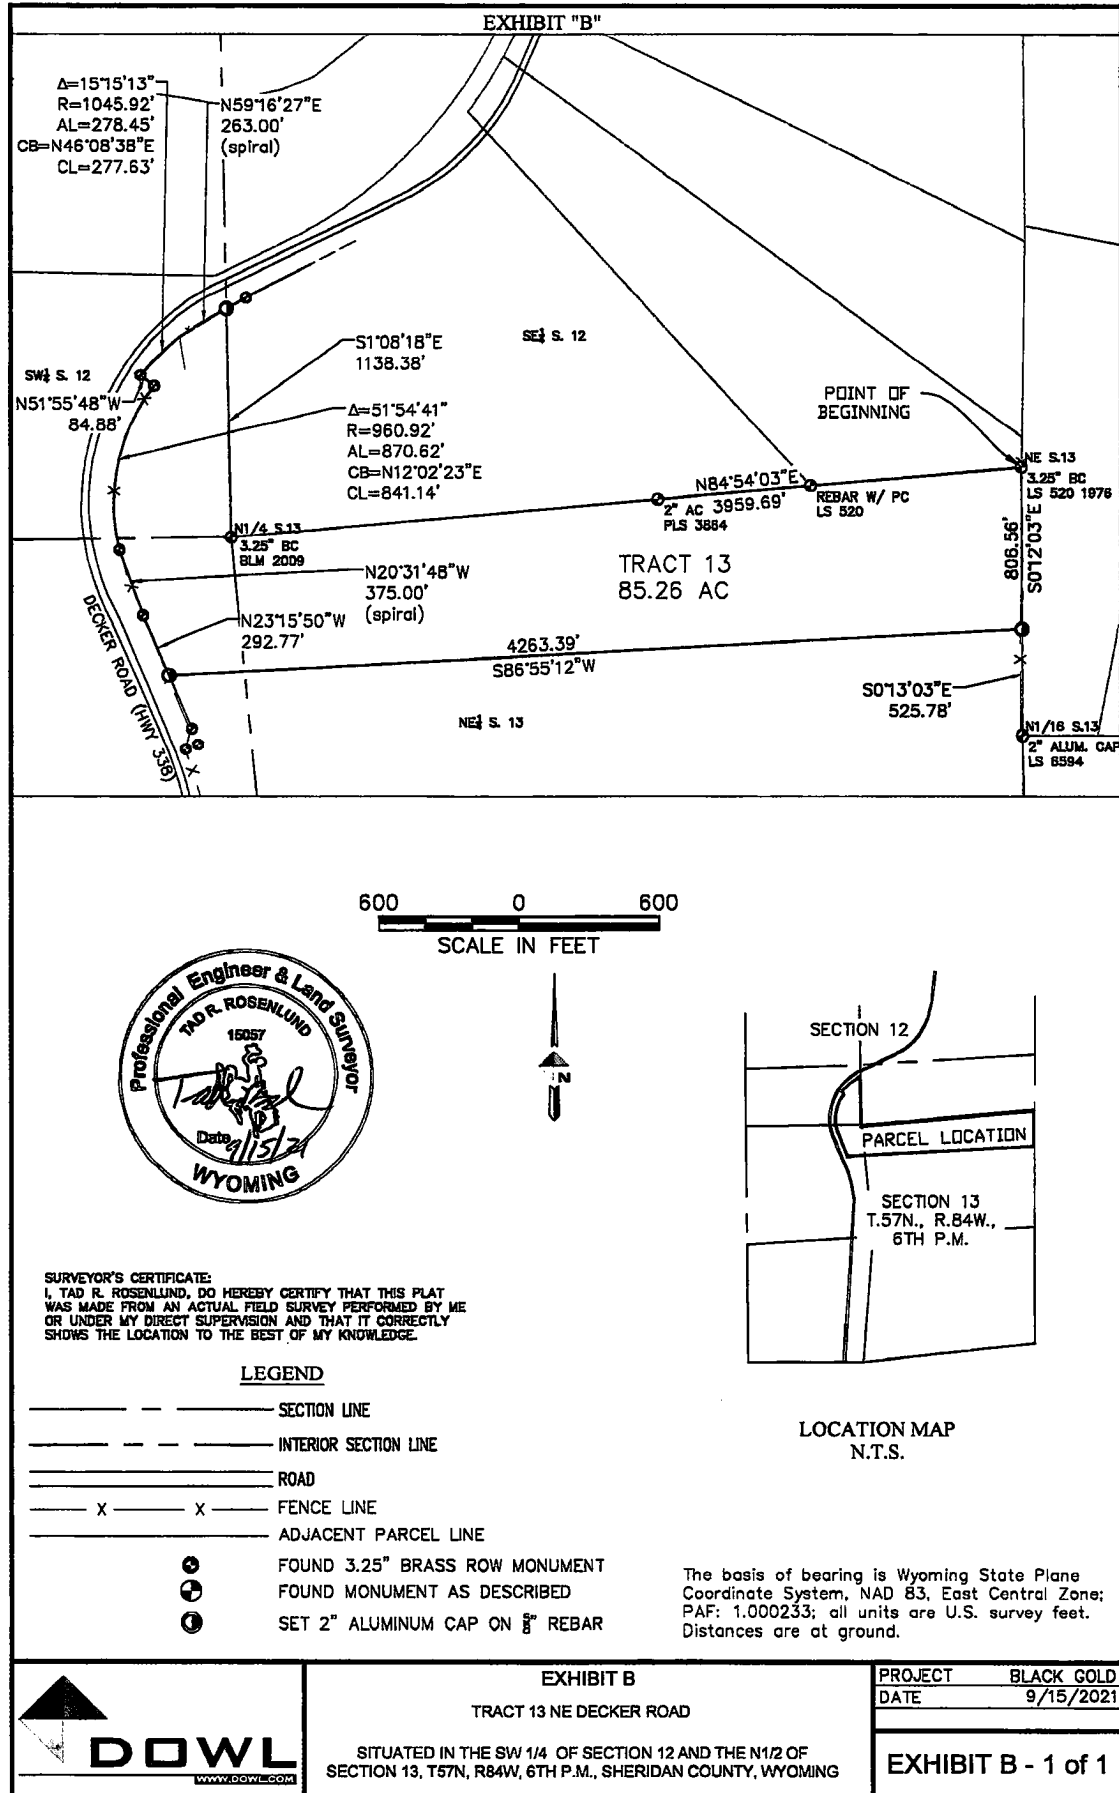 EXHIBIT "B"
Δ=15°15'13"
R=1045.92'
AL=278.45'
CB=N46°08'38"E
CL=277.63'
N59°16'27"E
263.00'
(spiral)
SE¼ S. 12
S1°08'18"E
1138.38'
SW¼ S. 12
N51°55'48"W
84.88'
Δ=51°54'41"
R=960.92'
AL=870.62'
CB=N12°02'23"E
CL=841.14'
POINT OF
BEGINNING
NE S.13
3.25" BC
LS 520 1976
N84°54'03"E
3959.69'
2" AC
PLS 3864
REBAR W/ PC
LS 520
N1/4 S.13
3.25" BC
BLM 2009
806.56'
S0°12'03"E
TRACT 13
85.26 AC
N20°31'48"W
375.00'
(spiral)
N23°15'50"W
292.77'
DECKER ROAD (HWY 338)
4263.39'
S86°55'12"W
S0°13'03"E
525.78'
NE¼ S. 13
N1/16 S.13
2" ALUM. CAP
LS 6594
600 0 600
SCALE IN FEET
N
Professional Engineer & Land Surveyor
TAD R. ROSENLUND
15057
Date 9/15/21
WYOMING
SECTION 12
PARCEL LOCATION
SECTION 13
T.57N., R.84W.,
6TH P.M.
LOCATION MAP
N.T.S.
SURVEYOR'S CERTIFICATE:
I, TAD R. ROSENLUND, DO HEREBY CERTIFY THAT THIS PLAT
WAS MADE FROM AN ACTUAL FIELD SURVEY PERFORMED BY ME
OR UNDER MY DIRECT SUPERVISION AND THAT IT CORRECTLY
SHOWS THE LOCATION TO THE BEST OF MY KNOWLEDGE.
LEGEND
SECTION LINE
INTERIOR SECTION LINE
ROAD
X X FENCE LINE
ADJACENT PARCEL LINE
FOUND 3.25" BRASS ROW MONUMENT
FOUND MONUMENT AS DESCRIBED
SET 2" ALUMINUM CAP ON ⅝" REBAR
The basis of bearing is Wyoming State Plane
Coordinate System, NAD 83, East Central Zone;
PAF: 1.000233; all units are U.S. survey feet.
Distances are at ground.
DOWL
WWW.DOWL.COM
EXHIBIT B
TRACT 13 NE DECKER ROAD
SITUATED IN THE SW 1/4 OF SECTION 12 AND THE N1/2 OF
SECTION 13, T57N, R84W, 6TH P.M., SHERIDAN COUNTY, WYOMING
PROJECT BLACK GOLD
DATE 9/15/2021
EXHIBIT B - 1 of 1